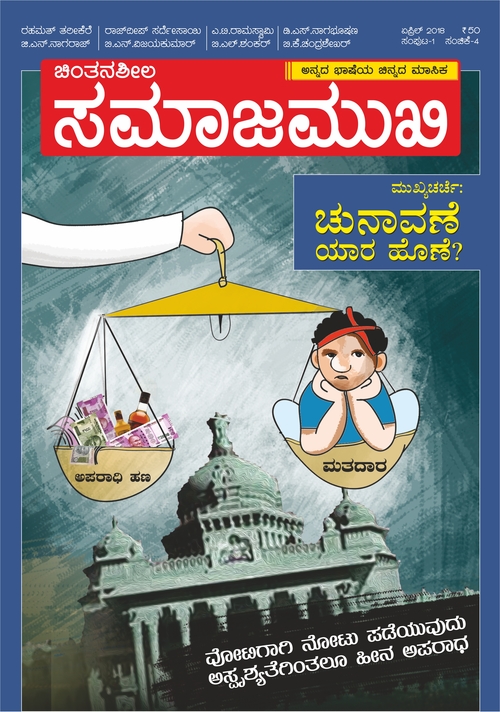 ರಹಮತ್ ತರೀಕೆರೆ | ರಾಜ್‌ದೀಪ್ ಸರ್ದೇಸಾಯಿ | ಎ.ಟಿ.ರಾಮಸ್ವಾಮಿ | ಡಿ.ಎಸ್.ನಾಗಭೂಷಣ ಏಪ್ರಿಲ್ 2018 ₹50
ಜಿ.ಎನ್.ನಾಗರಾಜ್ | ಬಿ.ಎಸ್.ವಿಜಯಕುಮಾರ್ | ಬಿ.ಎಲ್.ಶಂಕರ್ | ಬಿ.ಕೆ.ಚಂದ್ರಶೇಖರ್ ಸಂಪುಟ-1 ಸಂಚಿಕೆ-4
ಚಿಂತನಶೀಲ
ಅನ್ನದ ಭಾಷೆಯ ಚಿನ್ನದ ಮಾಸಿಕ
ಸಮಾಜಮುಖಿ
ಮುಖ್ಯಚರ್ಚೆ:
ಚುನಾವಣೆ
ಯಾರ ಹೊಣೆ?
ಅಪರಾಧಿ ಹಣ
ಮತದಾರ
ವೋಟಿಗಾಗಿ ನೋಟು ಪಡೆಯುವುದು
ಅಸ್ಪೃಶ್ಯತೆಗಿಂತಲೂ ಹೀನ ಅಪರಾಧ